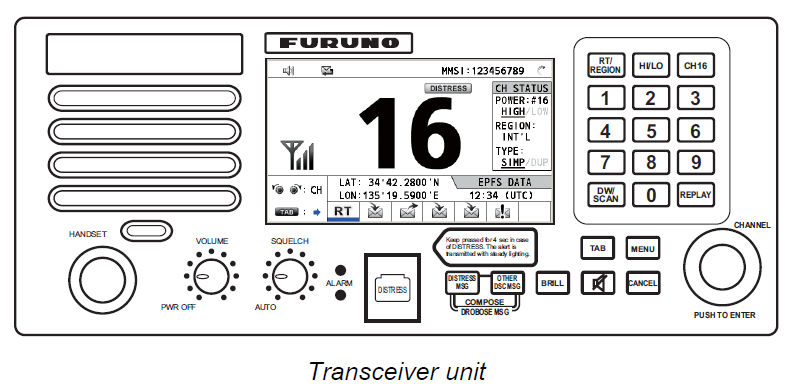 FURUNO
MMSI:123456789
DISTRESS
16
CH STATUS
POWER:#16
HIGH/LOW
REGION:
INT'L
TYPE:
SIMP/DUP
: CH
LAT: 34°42.2800'N
EPFS DATA
LON:135°19.5900'E
12:34 (UTC)
TAB :
RT
RT/
REGION
HI/LO
CH16
1
2
3
4
5
6
7
8
9
DW/
SCAN
0
REPLAY
HANDSET
VOLUME
PWR OFF
SQUELCH
AUTO
ALARM
DISTRESS
Keep pressed for 4 sec in case
of DISTRESS. The alert is
transmitted with steady lighting.
DISTRESS
MSG
OTHER
DSC MSG
COMPOSE
DROBOSE MSG
TAB
MENU
BRILL
CANCEL
CHANNEL
PUSH TO ENTER
Transceiver unit